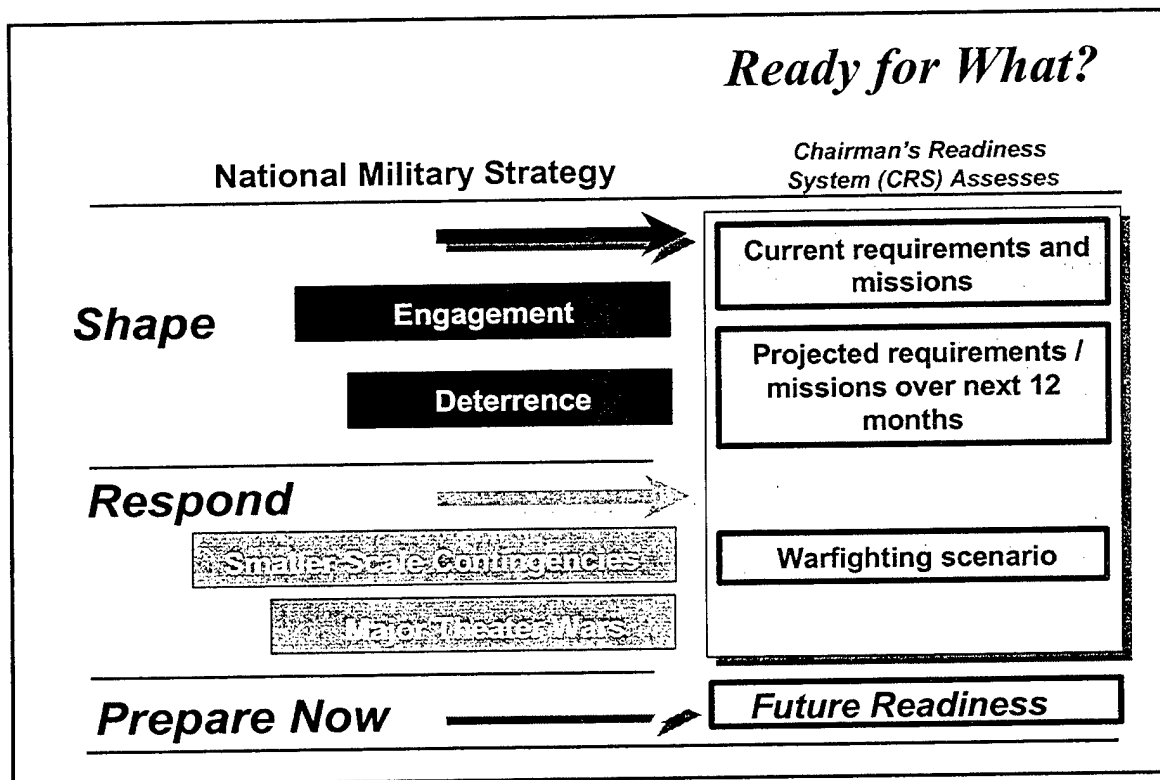 Ready for What?
National Military Strategy
Chairman's Readiness
System (CRS) Assesses
Shape
Engagement
Deterrence
Current requirements and
missions
Projected requirements /
missions over next 12
months
Respond
Smaller-Scale Contingencies
Major Theater Wars
Warfighting scenario
Prepare Now
Future Readiness